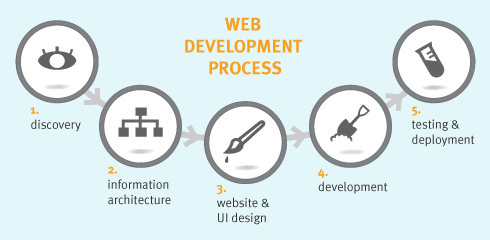 WEB
DEVELOPMENT
PROCESS
1.
discovery
2.
information
architecture
3.
website &
UI design
4.
development
5.
testing &
deployment